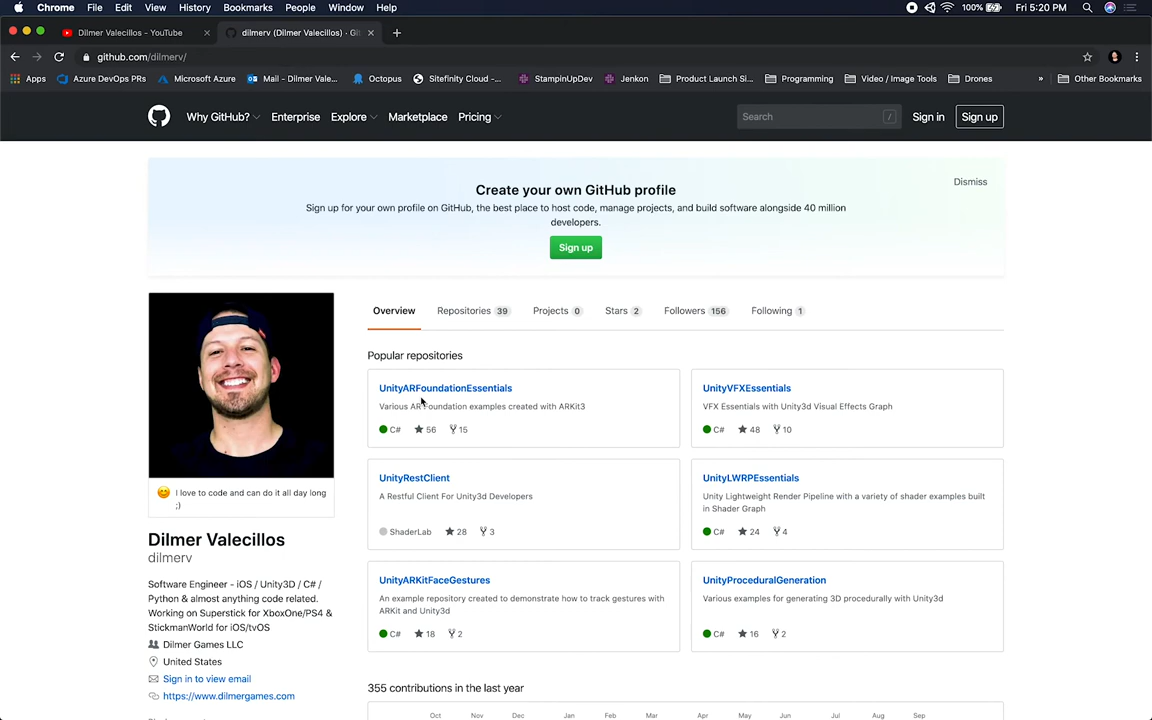 Chrome File Edit View History Bookmarks People Window Help 100% Fri 5:20 PM
Dilmer Valecillos - YouTube dilmerv (Dilmer Valecillos) · Gi
github.com/dilmerv/
Apps Azure DevOps PRs Microsoft Azure Mail - Dilmer Vale... Octopus Sitefinity Cloud -... StampinUpDev Jenkon Product Launch Si... Programming Video / Image Tools Drones » Other Bookmarks
Why GitHub? Enterprise Explore Marketplace Pricing Search / Sign in Sign up
Dismiss
Create your own GitHub profile
Sign up for your own profile on GitHub, the best place to host code, manage projects, and build software alongside 40 million
developers.
Sign up
Overview Repositories 39 Projects 0 Stars 2 Followers 156 Following 1
Popular repositories
UnityARFoundationEssentials
Various AR Foundation examples created with ARKit3
C# 56 15
UnityVFXEssentials
VFX Essentials with Unity3d Visual Effects Graph
C# 48 10
UnityRestClient
A Restful Client For Unity3d Developers
ShaderLab 28 3
UnityLWRPEssentials
Unity Lightweight Render Pipeline with a variety of shader examples built
in Shader Graph
C# 24 4
UnityARKitFaceGestures
An example repository created to demonstrate how to track gestures with
ARKit and Unity3d
C# 18 2
UnityProceduralGeneration
Various examples for generating 3D procedurally with Unity3d
C# 16 2
I love to code and can do it all day long
;)
Dilmer Valecillos
dilmerv
Software Engineer - iOS / Unity3D / C# /
Python & almost anything code related.
Working on Superstick for XboxOne/PS4 &
StickmanWorld for iOS/tvOS
Dilmer Games LLC
United States
Sign in to view email
https://www.dilmergames.com
355 contributions in the last year
Oct Nov Dec Jan Feb Mar Apr May Jun Jul Aug Sep